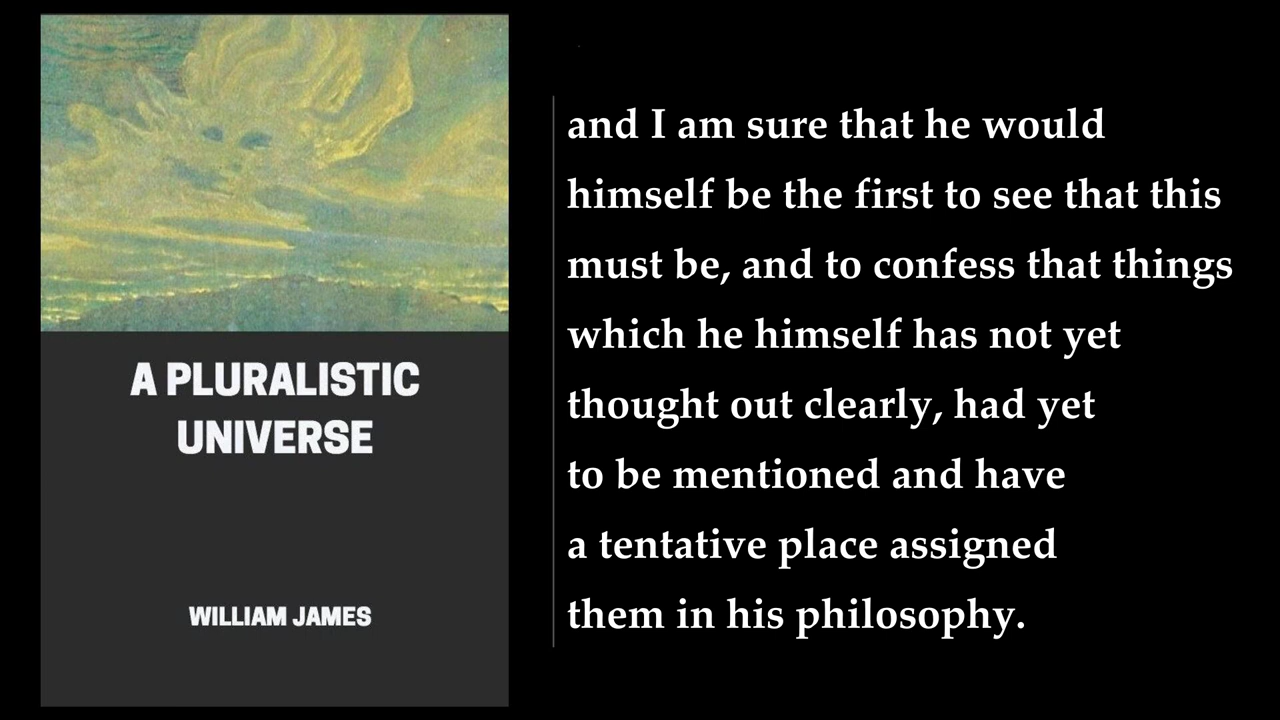 A PLURALISTIC
UNIVERSE
WILLIAM JAMES
and I am sure that he would
himself be the first to see that this
must be, and to confess that things
which he himself has not yet
thought out clearly, had yet
to be mentioned and have
a tentative place assigned
them in his philosophy.